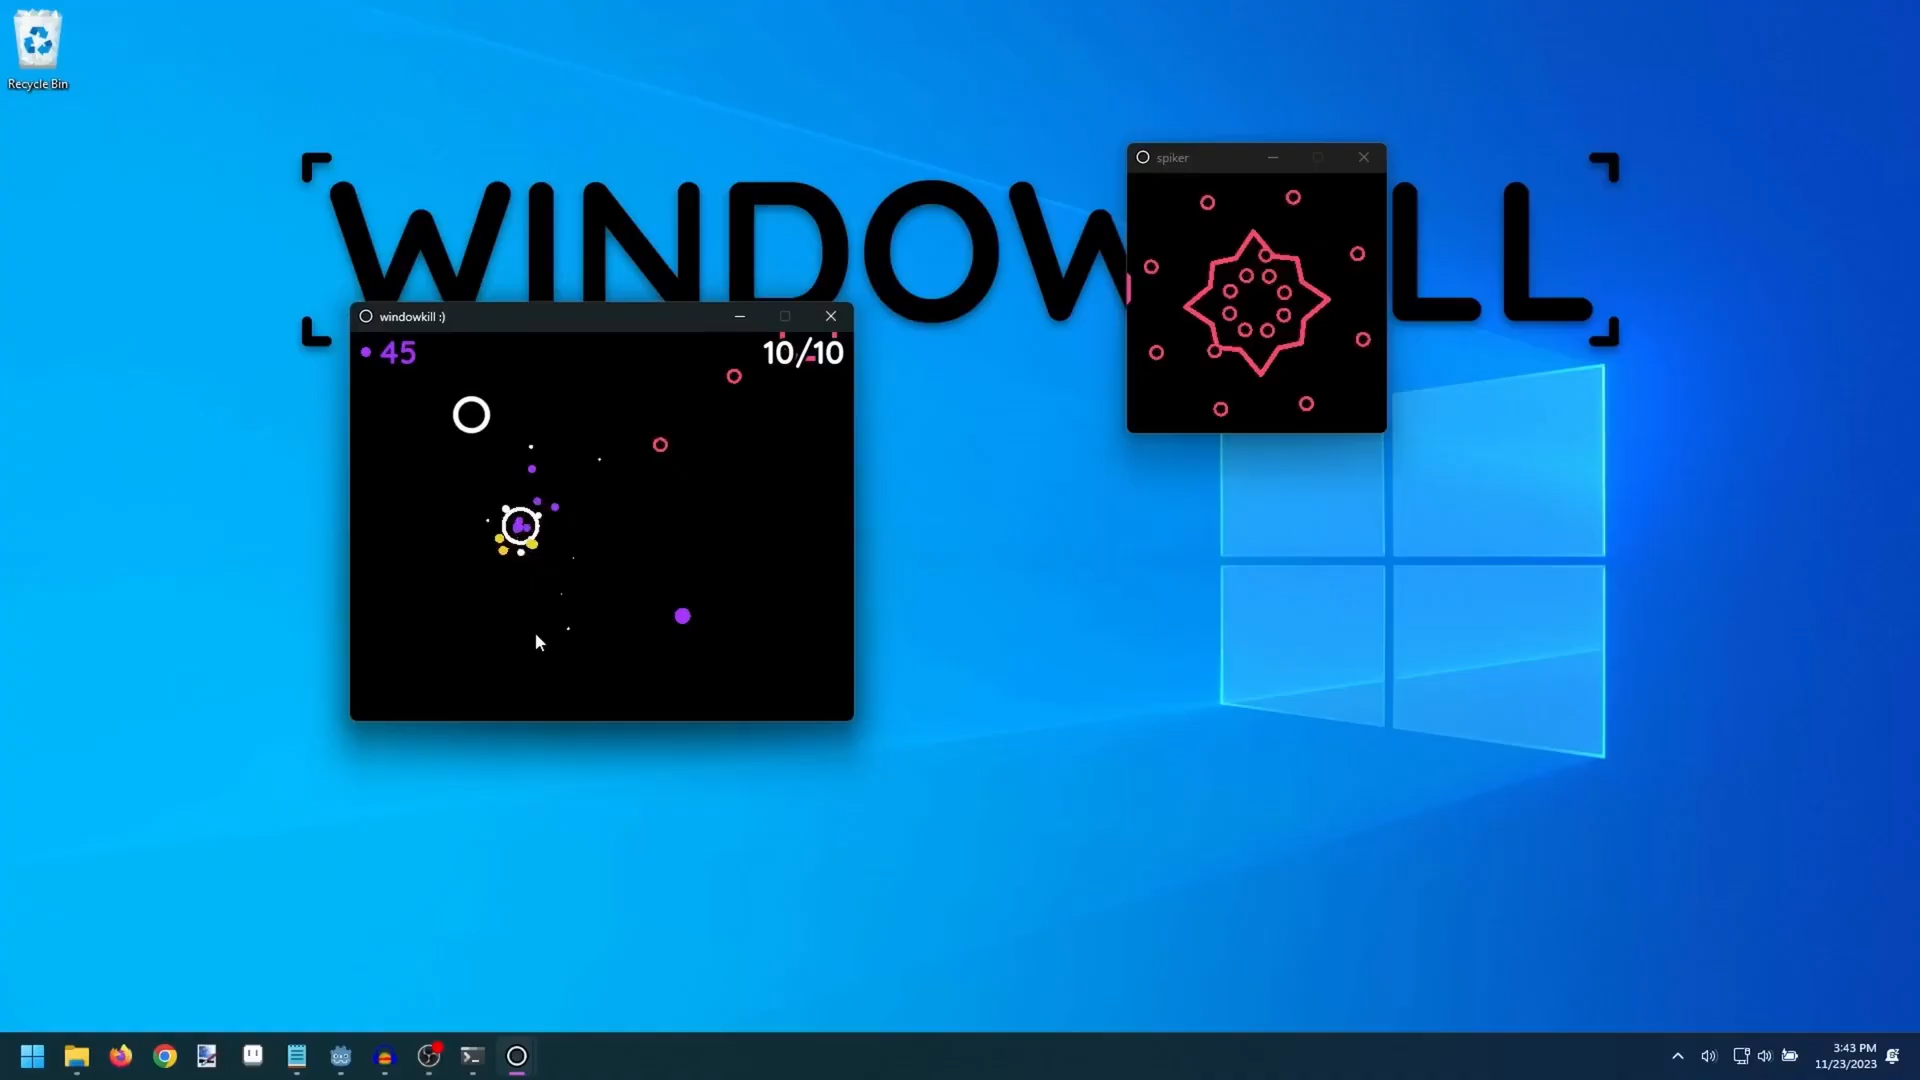 Recycle Bin
WINDOW LL
spiker
windowkill :)
45
10/10
3:43 PM
11/23/2023